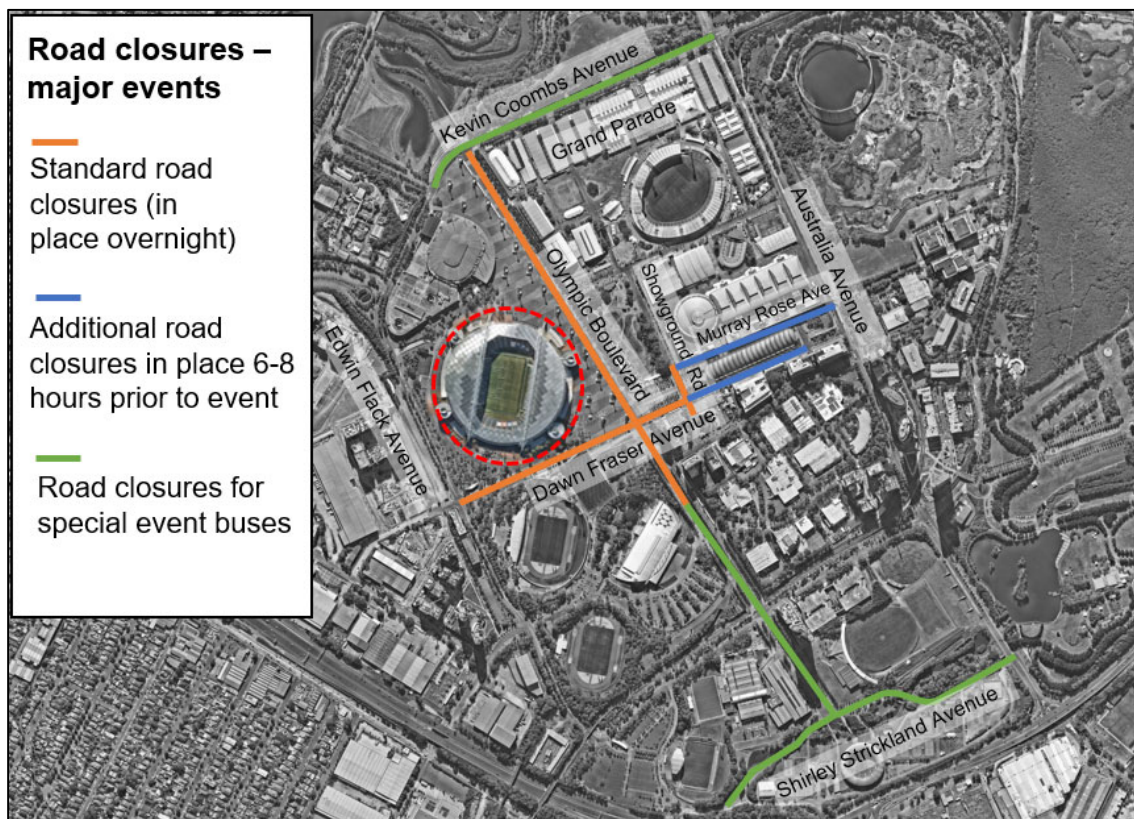 Road closures –
major events
Standard road
closures (in
place overnight)
Additional road
closures in place 6-8
hours prior to event
Road closures for
special event buses
Kevin Coombs Avenue
Grand Parade
Australia Avenue
Olympic Boulevard
Showground Rd
Murray Rose Ave
Edwin Flack Avenue
Dawn Fraser Avenue
Shirley Strickland Avenue